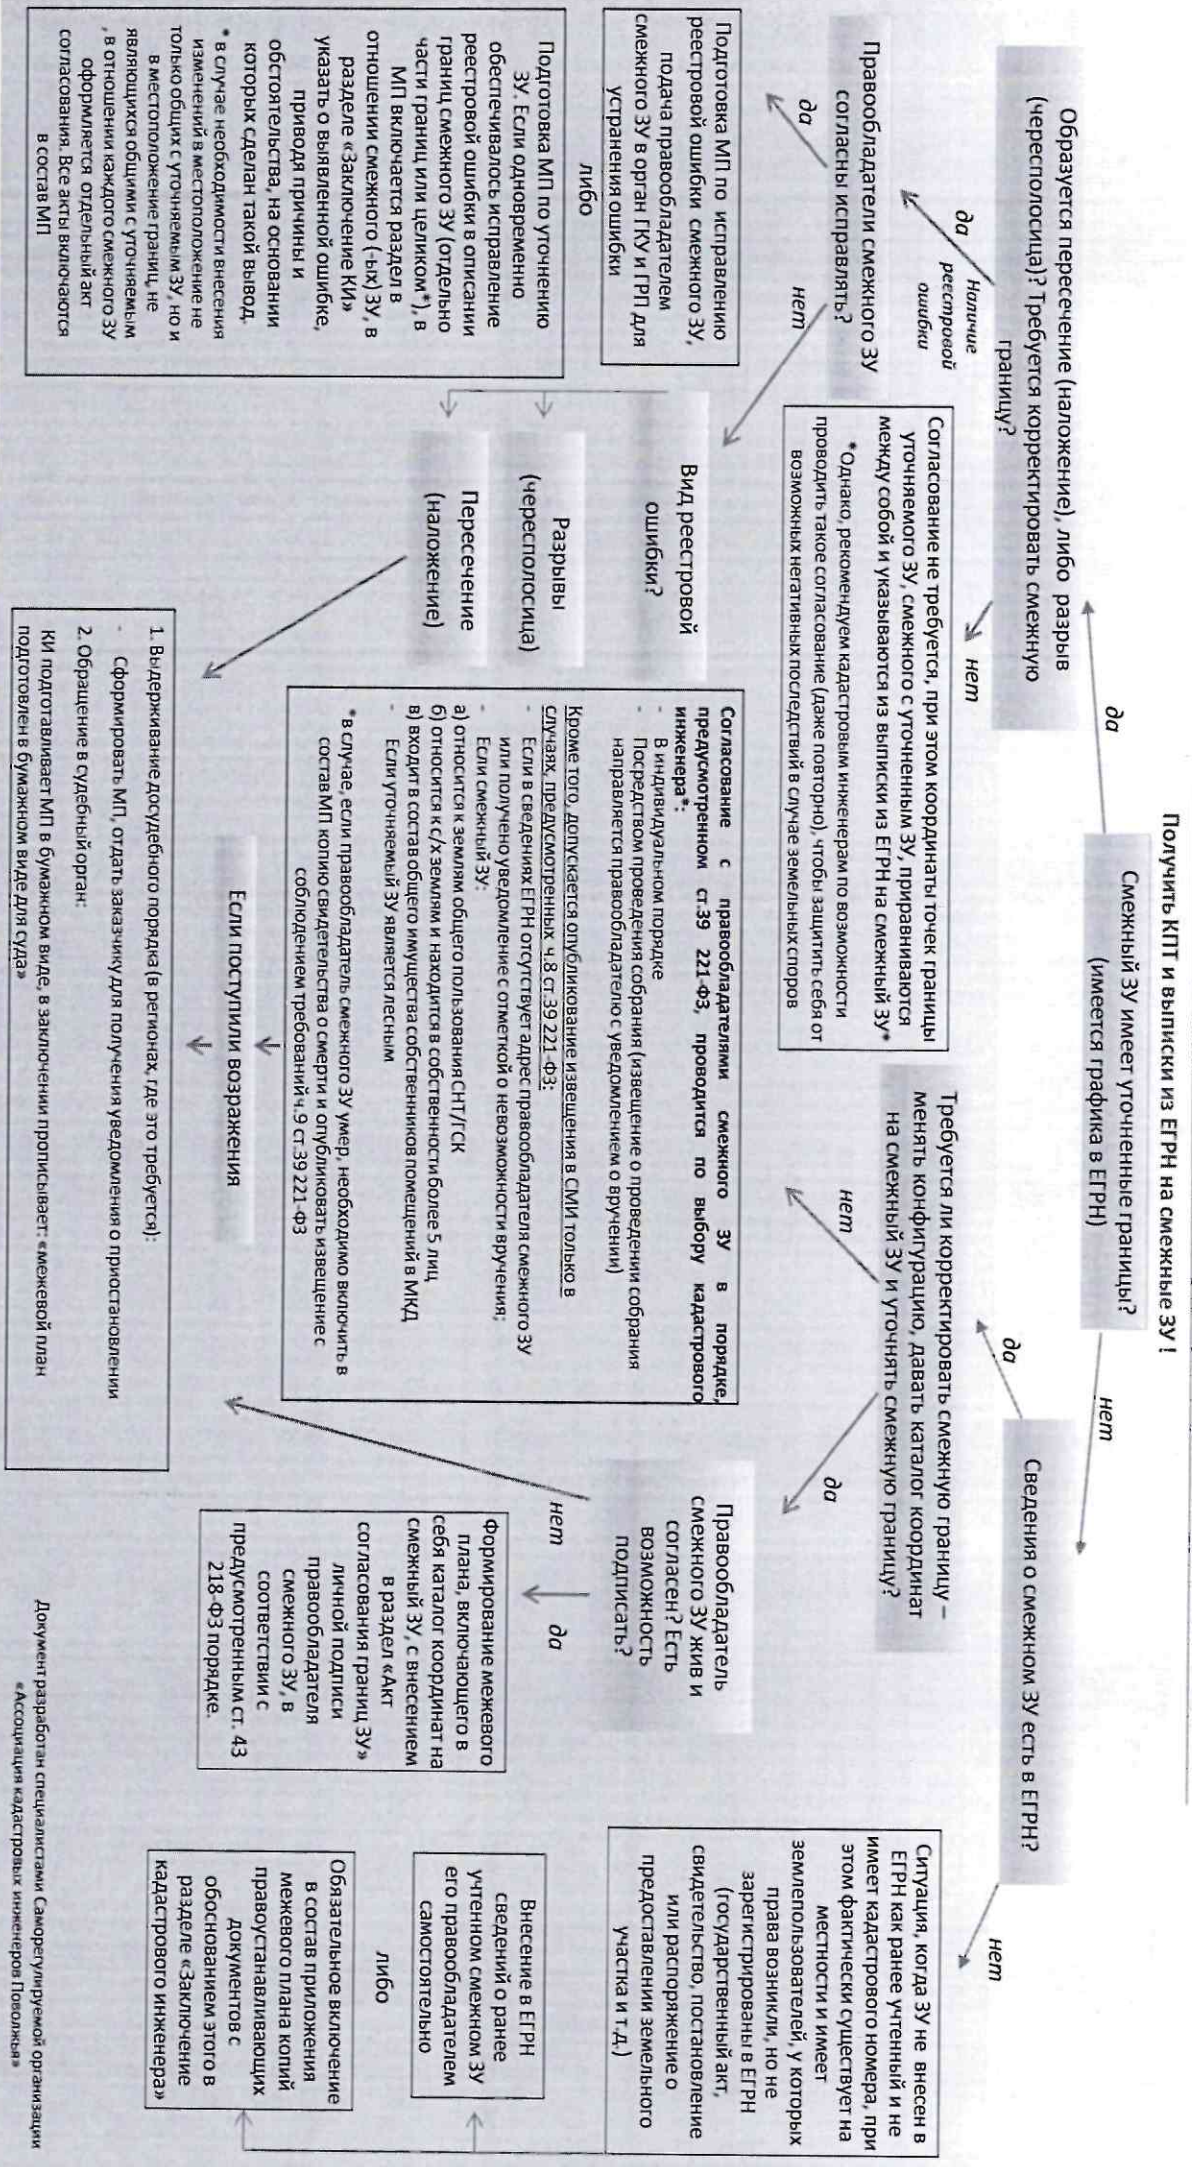 Получить КПТ и выписки из ЕГРН на смежные ЗУ !
Смежный ЗУ имеет уточненные границы?
(имеется графика в ЕГРН)
да
нет
Образуется пересечение (наложение), либо разрыв
(чересполосица)? Требуется корректировать смежную
границу?
да
Наличие
реестровой
ошибки
нет
Правообладатели смежного ЗУ
согласны исправлять?
да
нет
Подготовка МП по исправлению
реестровой ошибки смежного ЗУ,
подача правообладателем
смежного ЗУ в орган ГКУ и ГРП для
устранения ошибки
либо
Подготовка МП по уточнению
ЗУ. Если одновременно
обеспечивалось исправление
реестровой ошибки в описании
границ смежного ЗУ (отдельно
части границ или целиком*), в
МП включается раздел в
отношении смежного (-ых) ЗУ, в
разделе «Заключение КИ»
указать о выявленной ошибке,
приводя причины и
обстоятельства, на основании
которых сделан такой вывод.
* в случае необходимости внесения
изменений в местоположение не
только общих с уточняемым ЗУ, но и
в местоположение границ, не
являющихся общими с уточняемым
, в отношении каждого смежного ЗУ
оформляется отдельный акт
согласования. Все акты включаются
в состав МП
Согласование не требуется, при этом координаты точек границы
уточняемого ЗУ, смежного с уточненным ЗУ, приравниваются
между собой и указываются из выписки из ЕГРН на смежный ЗУ*
*Однако, рекомендуем кадастровым инженерам по возможности
проводить такое согласование (даже повторно), чтобы защитить себя от
возможных негативных последствий в случае земельных споров
Вид реестровой
ошибки?
Разрывы
(чересполосица)
Пересечение
(наложение)
Сведения о смежном ЗУ есть в ЕГРН?
да
нет
Требуется ли корректировать смежную границу –
менять конфигурацию, давать каталог координат
на смежный ЗУ и уточнять смежную границу?
нет
да
Согласование с правообладателями смежного ЗУ в порядке,
предусмотренном ст.39 221-ФЗ, проводится по выбору кадастрового
инженера*:
- В индивидуальном порядке
- Посредством проведения собрания (извещение о проведении собрания
направляется правообладателю с уведомлением о вручении)
Кроме того, допускается опубликование извещения в СМИ только в
случаях, предусмотренных ч.8 ст.39 221-ФЗ:
- Если в сведениях ЕГРН отсутствует адрес правообладателя смежного ЗУ
или получено уведомление с отметкой о невозможности вручения;
- Если смежный ЗУ:
а) относится к землям общего пользования СНТ/ГСК
б) относится к с/х землям и находится в собственности более 5 лиц
в) входит в состав общего имущества собственников помещений в МКД
- Если уточняемый ЗУ является лесным
*в случае, если правообладатель смежного ЗУ умер, необходимо включить в
состав МП копию свидетельства о смерти и опубликовать извещение с
соблюдением требований ч.9 ст.39 221-ФЗ
Если поступили возражения
1. Выдерживание досудебного порядка (в регионах, где это требуется):
- Сформировать МП, отдать заказчику для получения уведомления о приостановлении
2. Обращение в судебный орган:
КИ подготавливает МП в бумажном виде, в заключении прописывает: «межевой план
подготовлен в бумажном виде для суда»
Правообладатель
смежного ЗУ жив и
согласен? Есть
возможность
подписать?
нет
да
Формирование межевого
плана, включающего в
себя каталог координат на
смежный ЗУ, с внесением
в раздел «Акт
согласования границ ЗУ»
личной подписи
правообладателя
смежного ЗУ, в
соответствии с
предусмотренным ст. 43
218-ФЗ порядке.
Ситуация, когда ЗУ не внесен в
ЕГРН как ранее учтенный и не
имеет кадастрового номера, при
этом фактически существует на
местности и имеет
землепользователей, у которых
права возникли, но не
зарегистрированы в ЕГРН
(государственный акт,
свидетельство, постановление
или распоряжение о
предоставлении земельного
участка и т.д.)
Внесение в ЕГРН
сведений о ранее
учтенном смежном ЗУ
его правообладателем
самостоятельно
либо
Обязательное включение
в состав приложения
межевого плана копий
правоустанавливающих
документов с
обоснованием этого в
разделе «Заключение
кадастрового инженера»
Документ разработан специалистами Саморегулируемой организации
«Ассоциация кадастровых инженеров Поволжья»